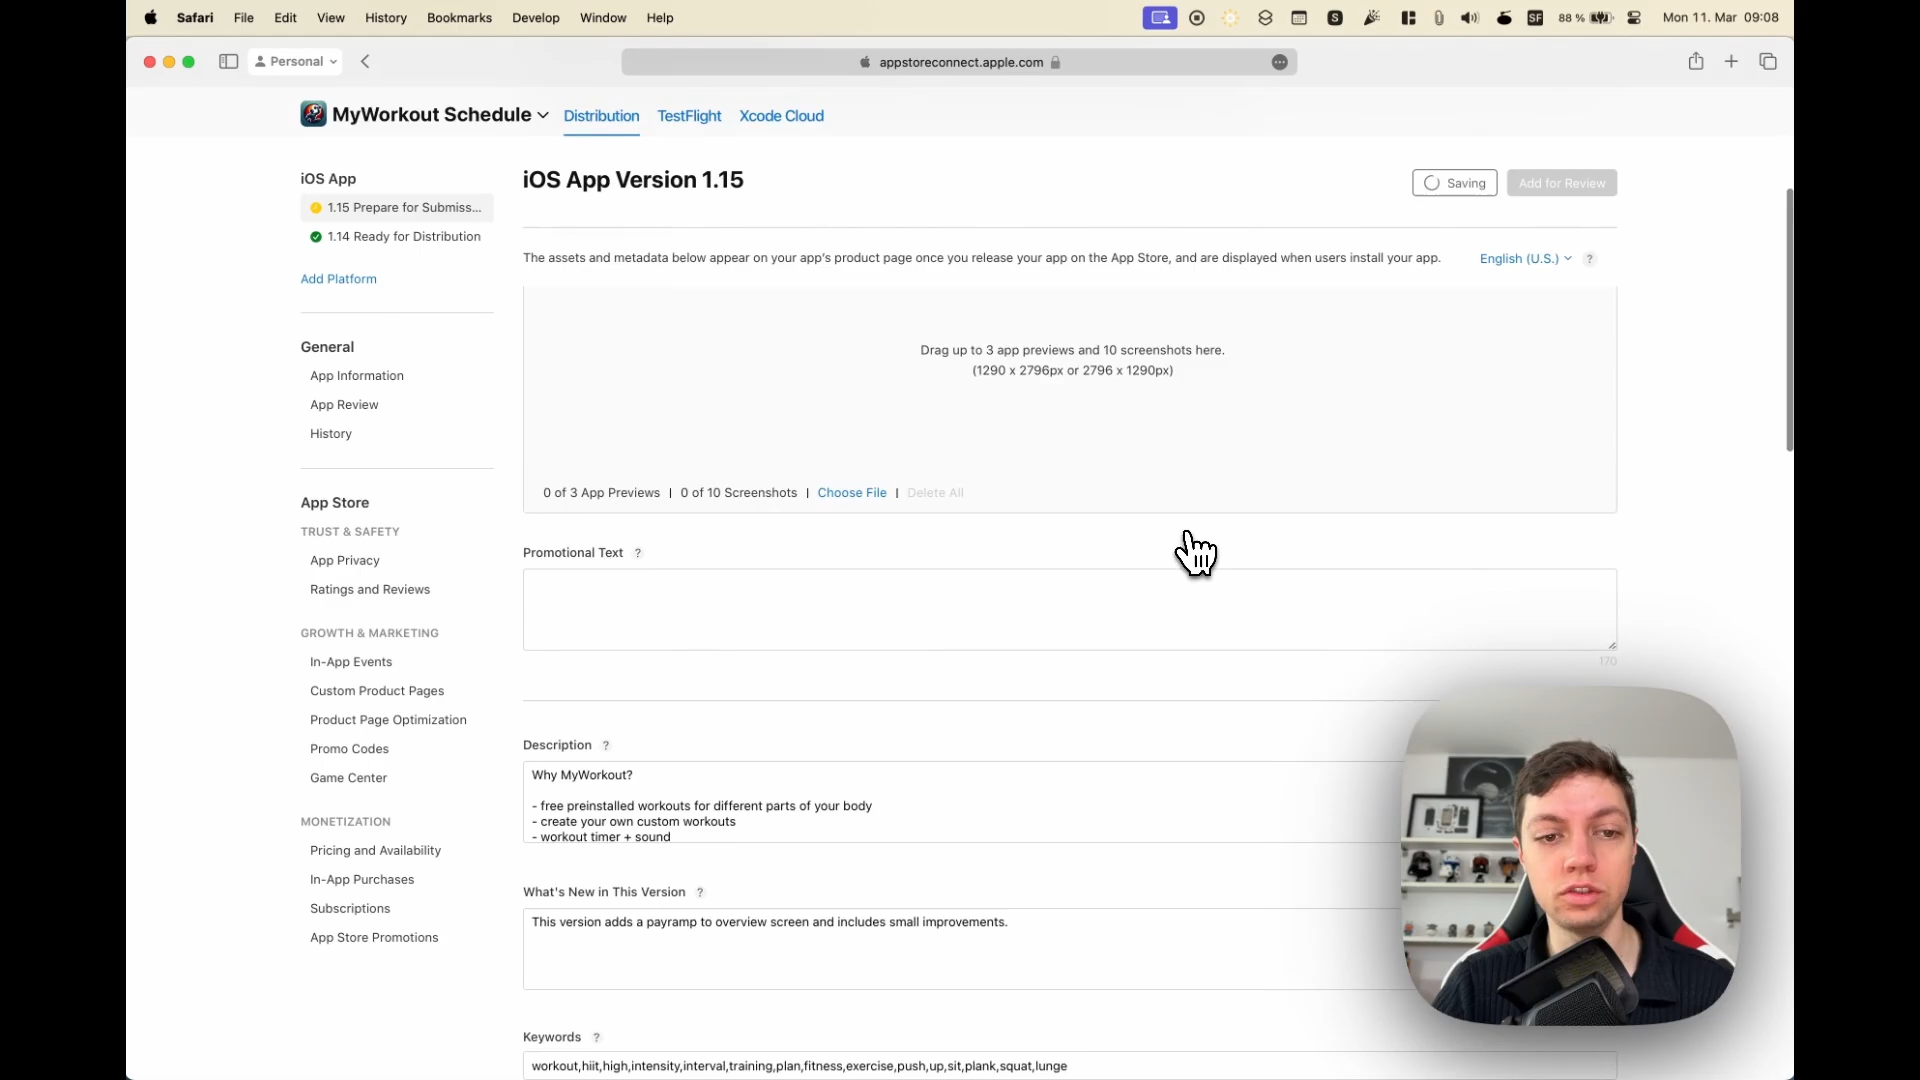 Safari File Edit View History Bookmarks Develop Window Help
S
SF
88 %
Mon 11. Mar 09:08
Personal
appstoreconnect.apple.com
MyWorkout Schedule Distribution TestFlight Xcode Cloud
iOS App
1.15 Prepare for Submiss...
1.14 Ready for Distribution
Add Platform
General
App Information
App Review
History
App Store
TRUST & SAFETY
App Privacy
Ratings and Reviews
GROWTH & MARKETING
In-App Events
Custom Product Pages
Product Page Optimization
Promo Codes
Game Center
MONETIZATION
Pricing and Availability
In-App Purchases
Subscriptions
App Store Promotions
iOS App Version 1.15
Saving
Add for Review
The assets and metadata below appear on your app's product page once you release your app on the App Store, and are displayed when users install your app.
English (U.S.) ?
Drag up to 3 app previews and 10 screenshots here.
(1290 x 2796px or 2796 x 1290px)
0 of 3 App Previews | 0 of 10 Screenshots | Choose File | Delete All
Promotional Text ?
170
Description ?
Why MyWorkout?
- free preinstalled workouts for different parts of your body
- create your own custom workouts
- workout timer + sound
What's New in This Version ?
This version adds a payramp to overview screen and includes small improvements.
Keywords ?
workout,hiit,high,intensity,interval,training,plan,fitness,exercise,push,up,sit,plank,squat,lunge